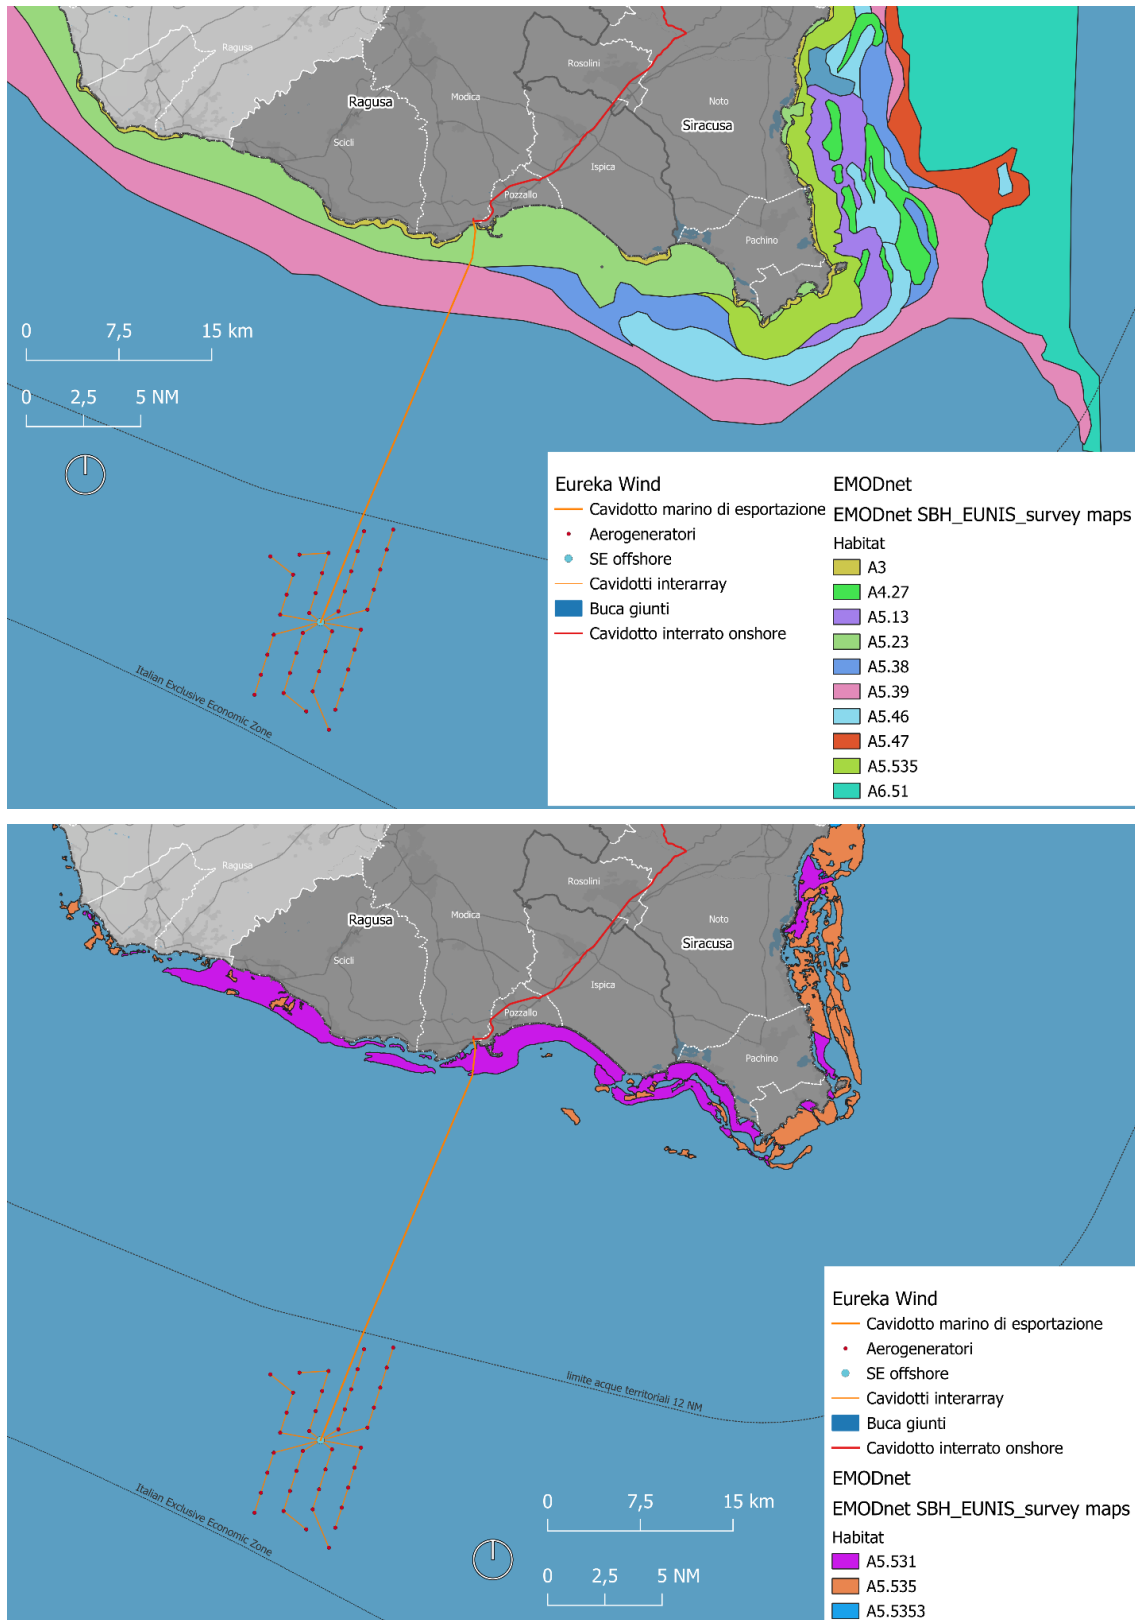 Ragusa
Rosolini
Ragusa
Modica
Noto
Siracusa
Scicli
Ispica
Pozzallo
Pachino
0 7,5 15 km
0 2,5 5 NM
Italian Exclusive Economic Zone
Eureka Wind
Cavidotto marino di esportazione
Aerogeneratori
SE offshore
Cavidotti interarray
Buca giunti
Cavidotto interrato onshore
EMODnet
EMODnet SBH_EUNIS_survey maps
Habitat
A3
A4.27
A5.13
A5.23
A5.38
A5.39
A5.46
A5.47
A5.535
A6.51
Ragusa
Rosolini
Ragusa
Modica
Noto
Siracusa
Scicli
Ispica
Pozzallo
Pachino
limite acque territoriali 12 NM
Italian Exclusive Economic Zone
0 7,5 15 km
0 2,5 5 NM
Eureka Wind
Cavidotto marino di esportazione
Aerogeneratori
SE offshore
Cavidotti interarray
Buca giunti
Cavidotto interrato onshore
EMODnet
EMODnet SBH_EUNIS_survey maps
Habitat
A5.531
A5.535
A5.5353